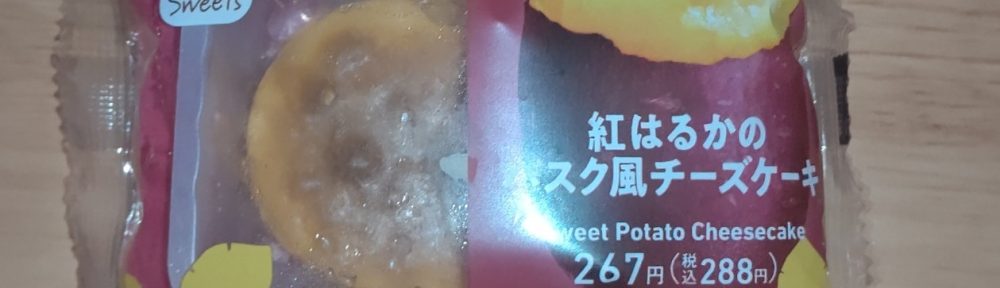 Sweets
紅はるかの
スク風チーズケーキ
weet Potato Cheesecake
267円(税込288円)